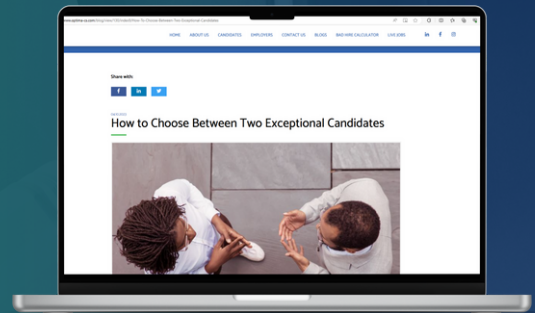 HOME ABOUT US CANDIDATES EMPLOYERS CONTACT US BLOGS BAD HIRE CALCULATOR LIVE JOBS
Share with:
How to Choose Between Two Exceptional Candidates